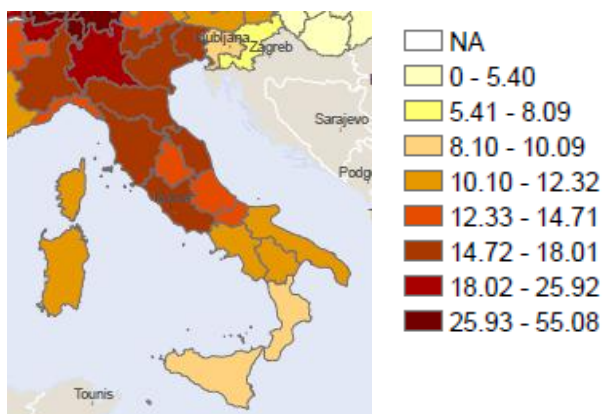 Ljubljana
Zagreb
Sarajevo
Podg
Tounis
NA
0 - 5.40
5.41 - 8.09
8.10 - 10.09
10.10 - 12.32
12.33 - 14.71
14.72 - 18.01
18.02 - 25.92
25.93 - 55.08